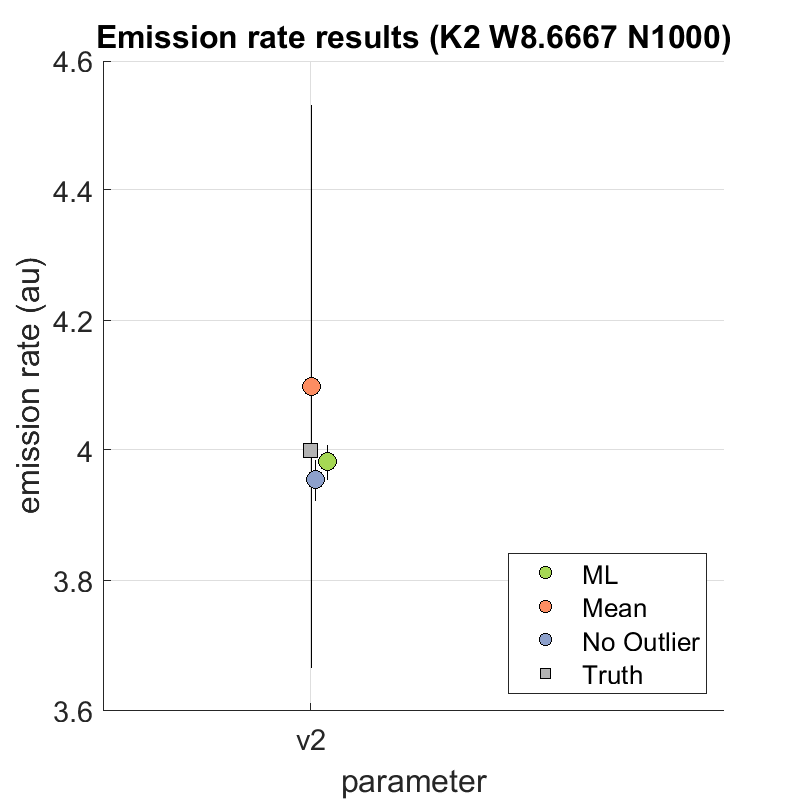 Emission rate results (K2 W8.6667 N1000)
4.6
4.4
4.2
4
3.8
3.6
emission rate (au)
ML
Mean
No Outlier
Truth
v2
parameter